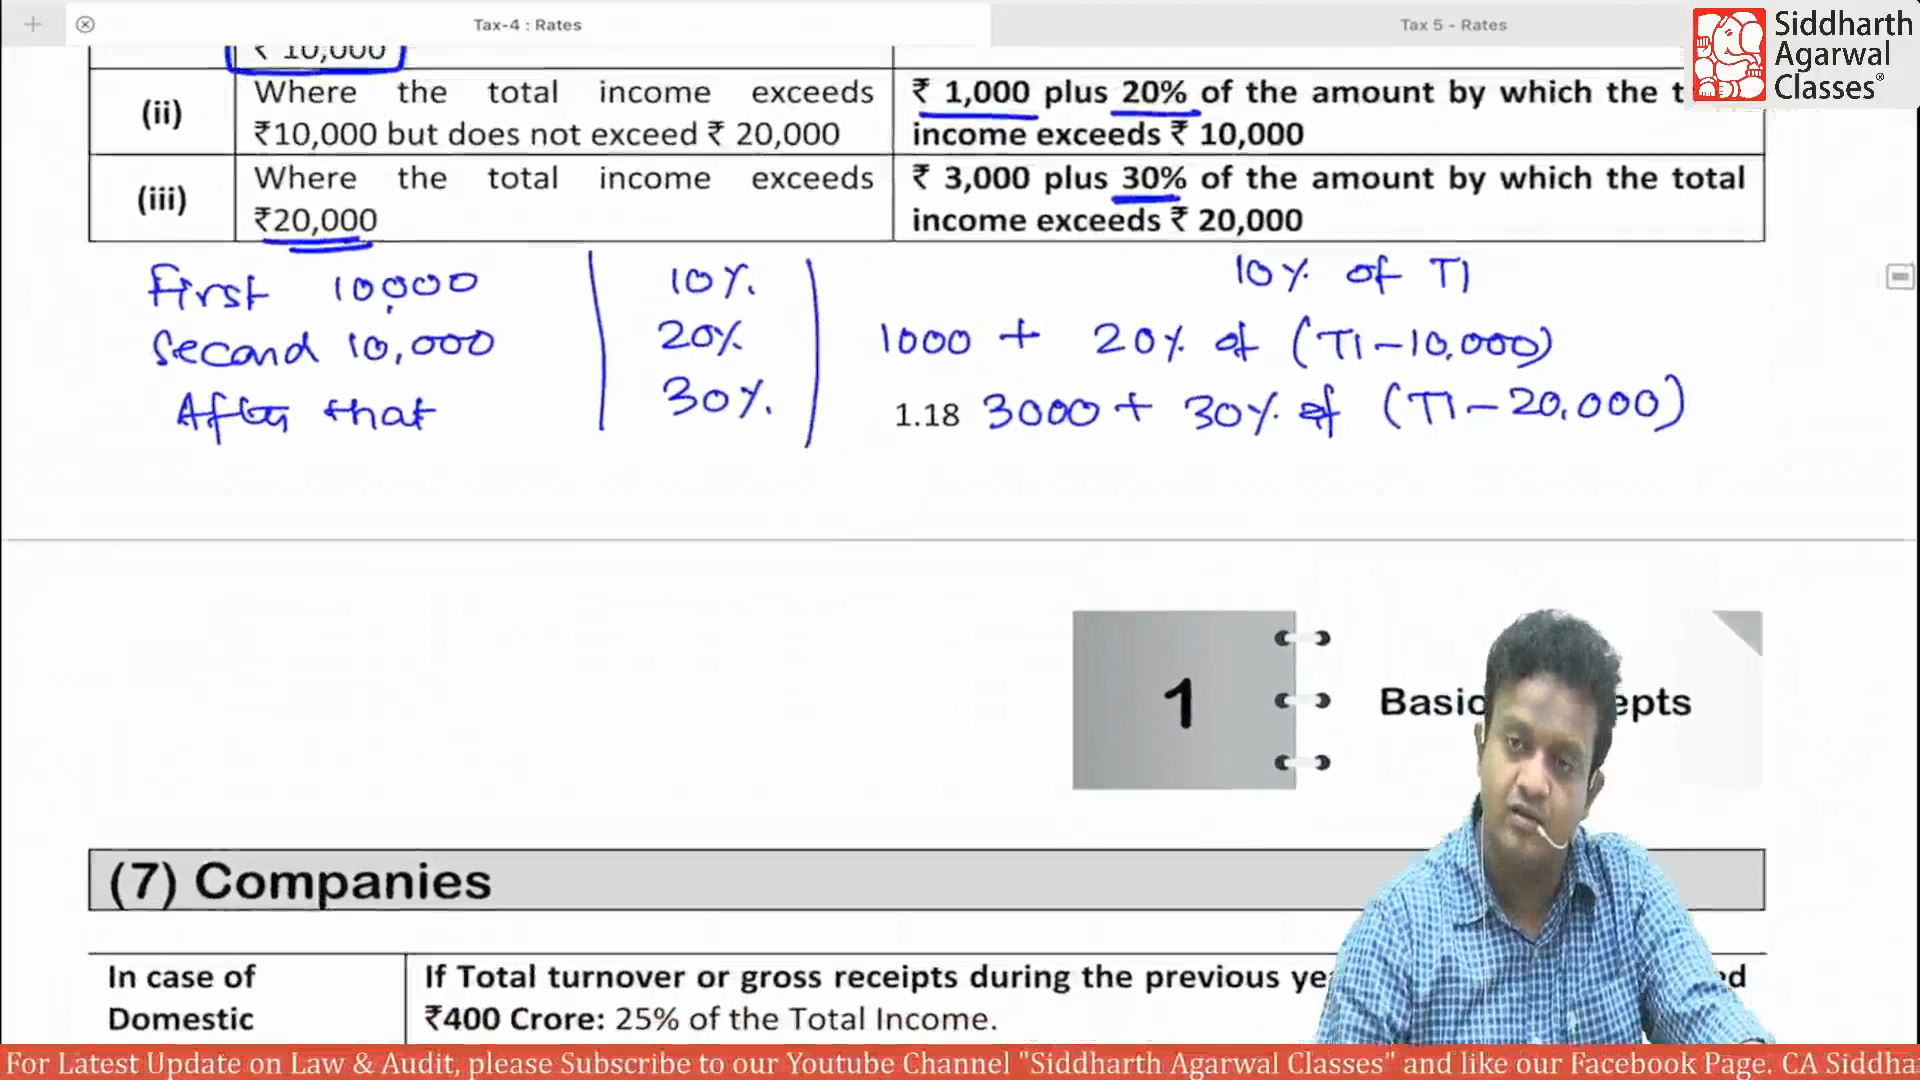 Tax-4 : Rates
Tax 5 - Rates
Siddharth
Agarwal
Classes®
₹ 10,000
(ii)
Where the total income exceeds
₹10,000 but does not exceed ₹ 20,000
₹ 1,000 plus 20% of the amount by which the t
income exceeds ₹ 10,000
(iii)
Where the total income exceeds
₹20,000
₹ 3,000 plus 30% of the amount by which the total
income exceeds ₹ 20,000
First 10,000 10% 10% of TI
Second 10,000 20% 1000 + 20% of (TI-10,000)
After that 30% 1.18 3000 + 30% of (TI-20,000)
1
Basic epts
(7) Companies
In case of
Domestic
If Total turnover or gross receipts during the previous ye ed
₹400 Crore: 25% of the Total Income.
For Latest Update on Law & Audit, please Subscribe to our Youtube Channel "Siddharth Agarwal Classes" and like our Facebook Page. CA Siddha